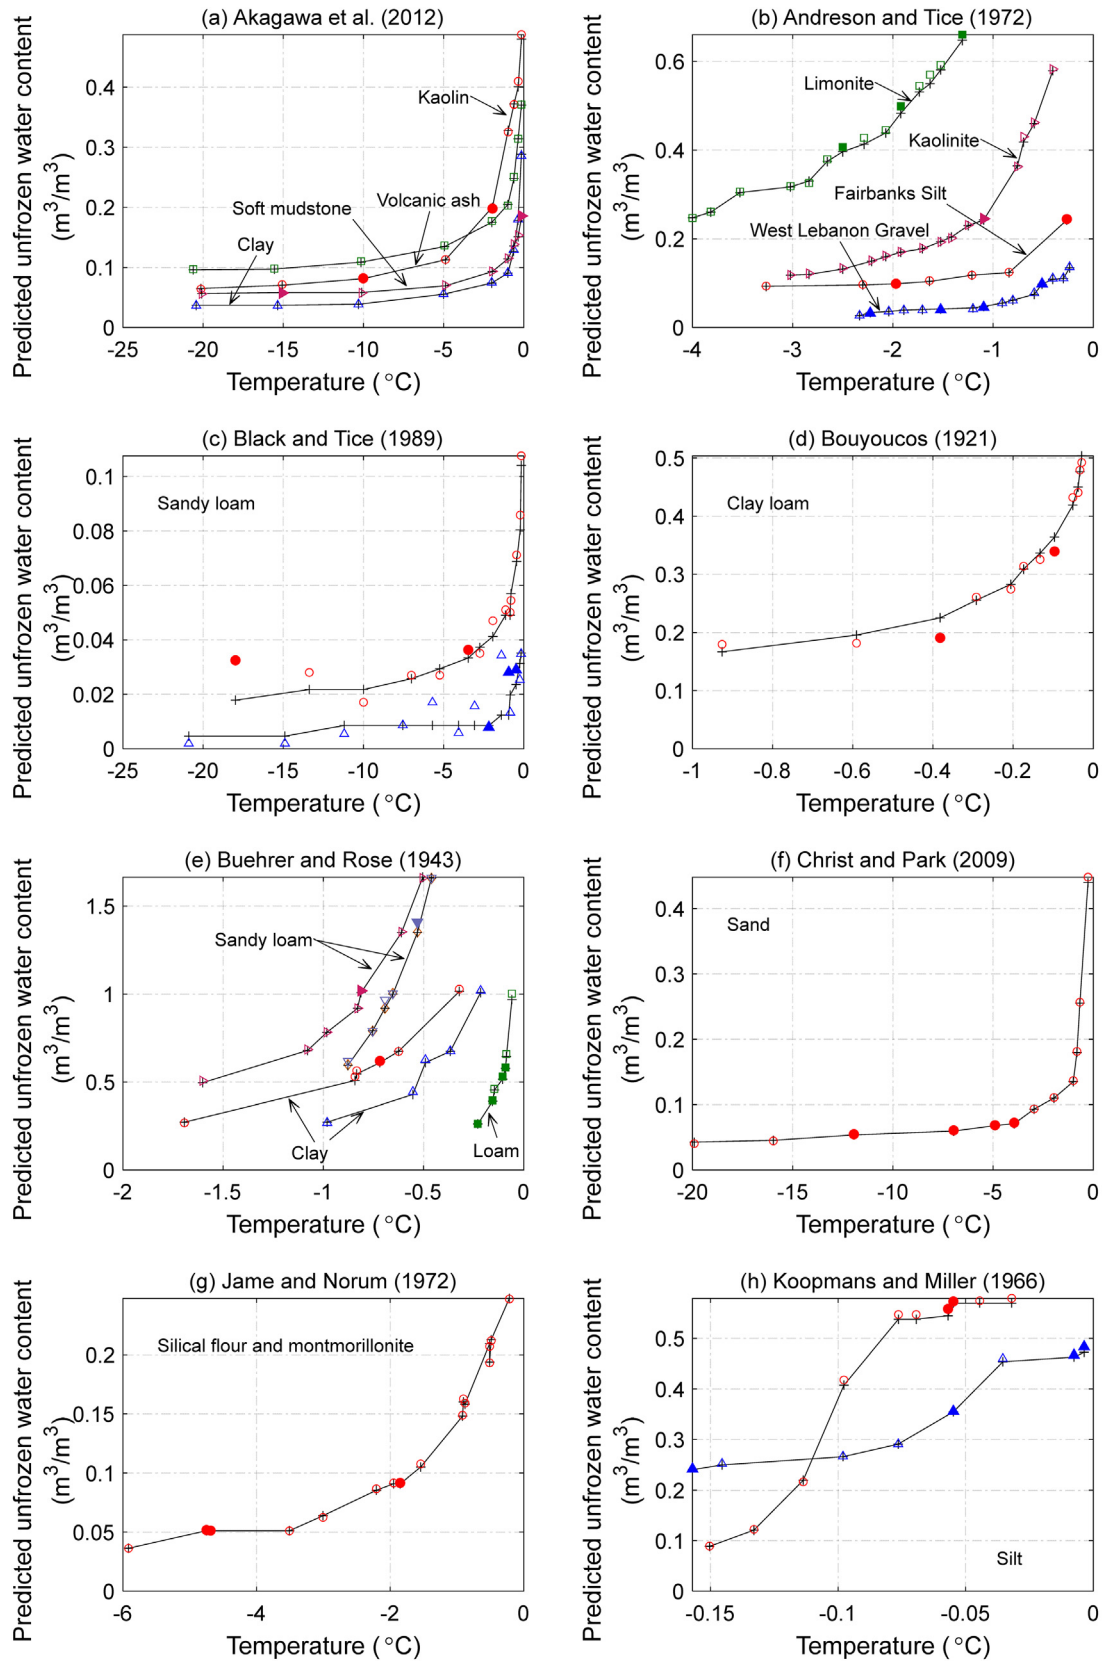 (a) Akagawa et al. (2012)
Predicted unfrozen water content
(m³/m³)
0.4
0.3
0.2
0.1
0
Kaolin
Volcanic ash
Soft mudstone
Clay
-25 -20 -15 -10 -5 0
Temperature (°C)
(b) Andreson and Tice (1972)
Predicted unfrozen water content
(m³/m³)
0.6
0.4
0.2
0
Limonite
Kaolinite
Fairbanks Silt
West Lebanon Gravel
-4 -3 -2 -1 0
Temperature (°C)
(c) Black and Tice (1989)
Predicted unfrozen water content
(m³/m³)
0.1
0.08
0.06
0.04
0.02
0
Sandy loam
-25 -20 -15 -10 -5 0
Temperature (°C)
(d) Bouyoucos (1921)
Predicted unfrozen water content
(m³/m³)
0.5
0.4
0.3
0.2
0.1
0
Clay loam
-1 -0.8 -0.6 -0.4 -0.2 0
Temperature (°C)
(e) Buehrer and Rose (1943)
Predicted unfrozen water content
(m³/m³)
1.5
1
0.5
0
Sandy loam
Clay
Loam
-2 -1.5 -1 -0.5 0
Temperature (°C)
(f) Christ and Park (2009)
Predicted unfrozen water content
(m³/m³)
0.4
0.3
0.2
0.1
0
Sand
-20 -15 -10 -5 0
Temperature (°C)
(g) Jame and Norum (1972)
Predicted unfrozen water content
(m³/m³)
0.2
0.15
0.1
0.05
0
Silical flour and montmorillonite
-6 -4 -2 0
Temperature (°C)
(h) Koopmans and Miller (1966)
Predicted unfrozen water content
(m³/m³)
0.5
0.4
0.3
0.2
0.1
0
Silt
-0.15 -0.1 -0.05 0
Temperature (°C)